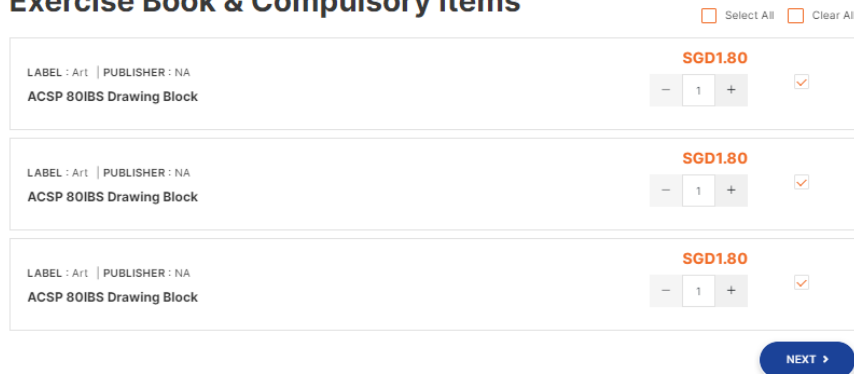 Exercise Book & Compulsory Items
Select All
Clear All
SGD1.80
LABEL : Art | PUBLISHER : NA
ACSP 80IBS Drawing Block
− 1 +
SGD1.80
LABEL : Art | PUBLISHER : NA
ACSP 80IBS Drawing Block
− 1 +
SGD1.80
LABEL : Art | PUBLISHER : NA
ACSP 80IBS Drawing Block
− 1 +
NEXT >